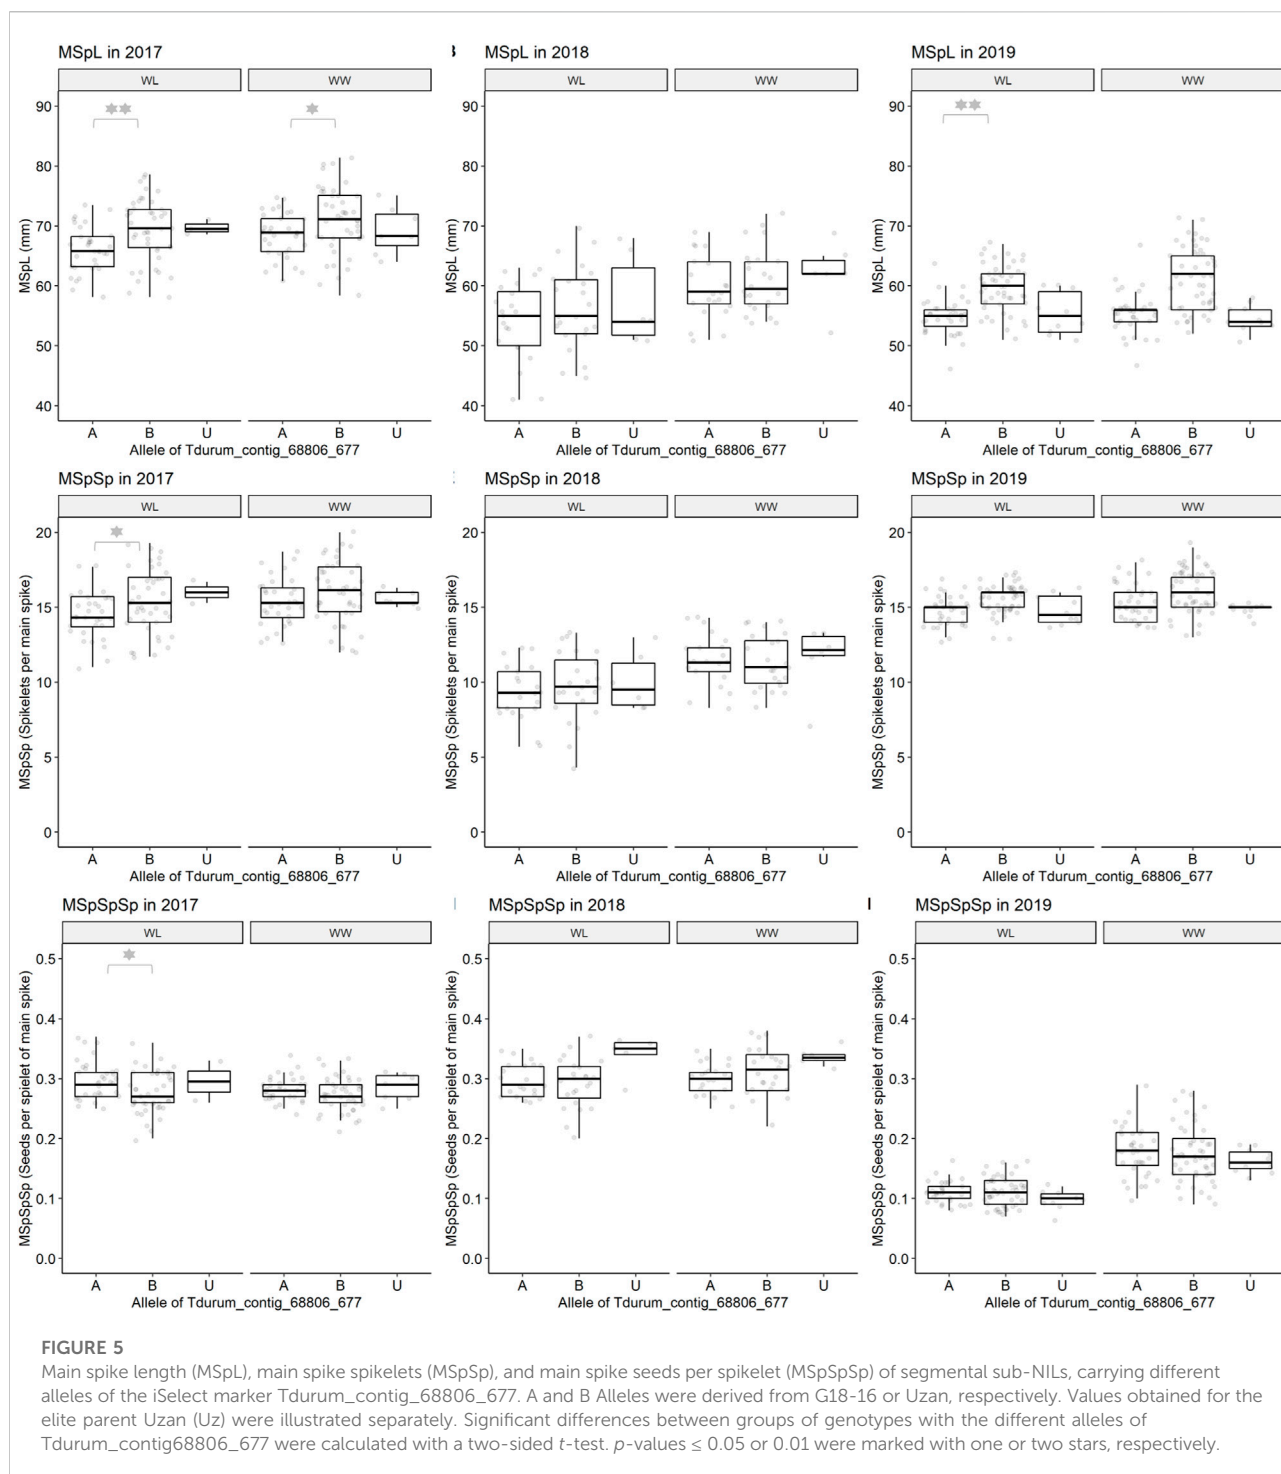 MSpL in 2017
WL
WW
90
80
70
60
50
40
MSpL (mm)
A
B
U
A
B
U
Allele of Tdurum_contig_68806_677
MSpL in 2018
WL
WW
90
80
70
60
50
40
MSpL (mm)
A
B
U
A
B
U
Allele of Tdurum_contig_68806_677
MSpL in 2019
WL
WW
90
80
70
60
50
40
MSpL (mm)
A
B
U
A
B
U
Allele of Tdurum_contig_68806_677
MSpSp in 2017
WL
WW
20
15
10
5
0
MSpSp (Spikelets per main spike)
A
B
U
A
B
U
Allele of Tdurum_contig_68806_677
MSpSp in 2018
WL
WW
20
15
10
5
0
MSpSp (Spikelets per main spike)
A
B
U
A
B
U
Allele of Tdurum_contig_68806_677
MSpSp in 2019
WL
WW
20
15
10
5
0
MSpSp (Spikelets per main spike)
A
B
U
A
B
U
Allele of Tdurum_contig_68806_677
MSpSpSp in 2017
WL
WW
0.5
0.4
0.3
0.2
0.1
0.0
MSpSpSp (Seeds per spielet of main spike)
A
B
U
A
B
U
Allele of Tdurum_contig_68806_677
MSpSpSp in 2018
WL
WW
0.5
0.4
0.3
0.2
0.1
0.0
MSpSpSp (Seeds per spielet of main spike)
A
B
U
A
B
U
Allele of Tdurum_contig_68806_677
MSpSpSp in 2019
WL
WW
0.5
0.4
0.3
0.2
0.1
0.0
MSpSpSp (Seeds per spielet of main spike)
A
B
U
A
B
U
Allele of Tdurum_contig_68806_677
FIGURE 5
Main spike length (MSpL), main spike spikelets (MSpSp), and main spike seeds per spikelet (MSpSpSp) of segmental sub-NILs, carrying different
alleles of the iSelect marker Tdurum_contig_68806_677. A and B Alleles were derived from G18-16 or Uzan, respectively. Values obtained for the
elite parent Uzan (Uz) were illustrated separately. Significant differences between groups of genotypes with the different alleles of
Tdurum_contig68806_677 were calculated with a two-sided t-test. p-values ≤ 0.05 or 0.01 were marked with one or two stars, respectively.